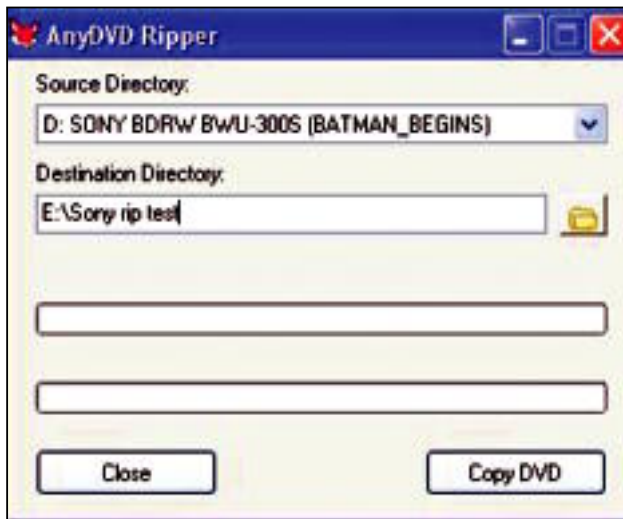 AnyDVD Ripper
Source Directory:
D: SONY BDRW BWU-300S (BATMAN_BEGINS)
Destination Directory:
E:\Sony rip test
Close
Copy DVD